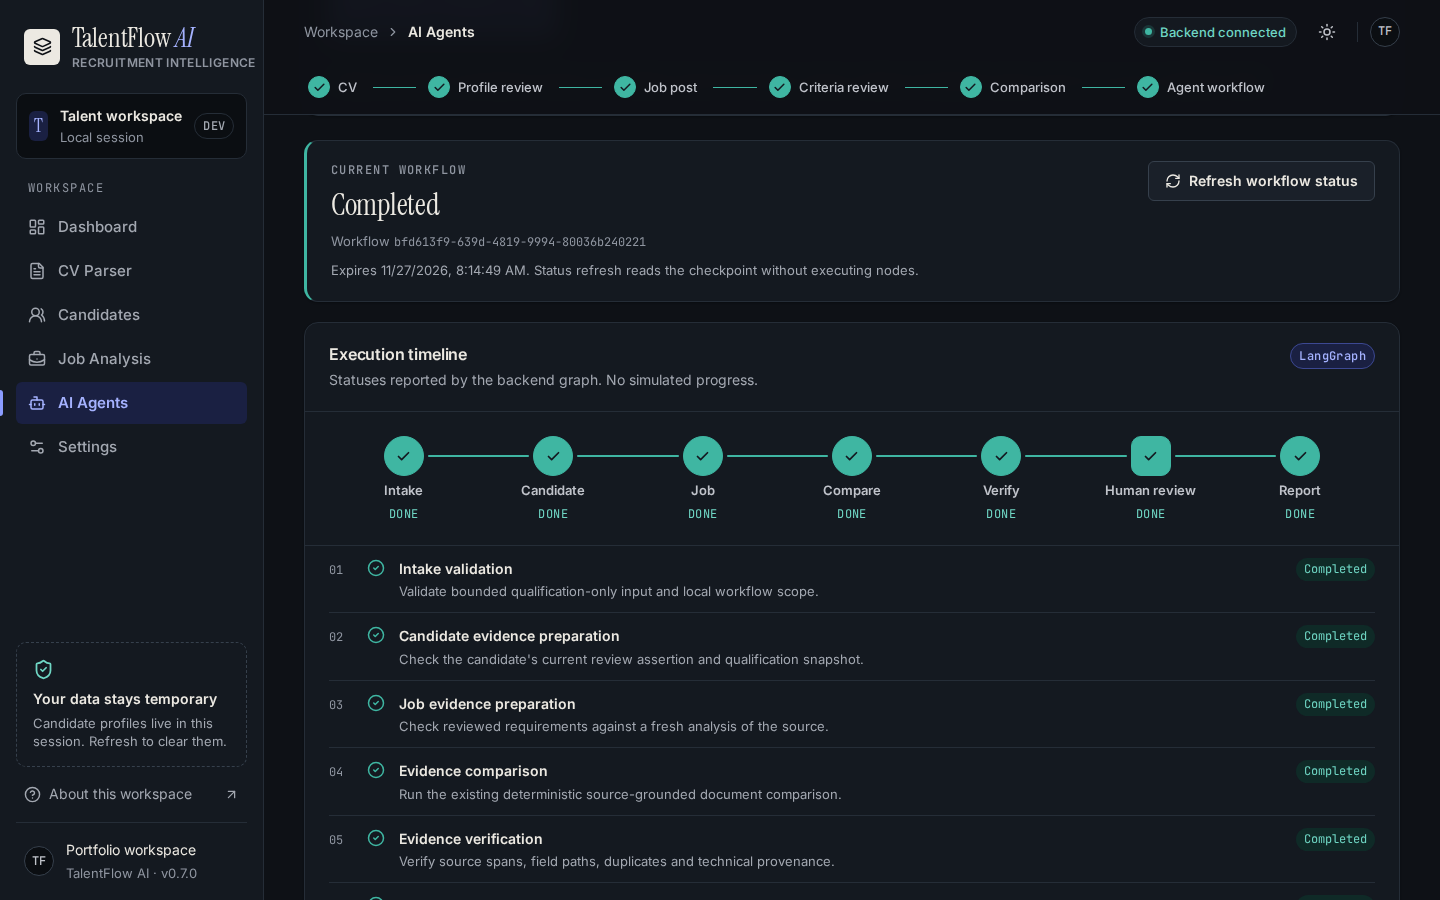 TalentFlow AI
RECRUITMENT INTELLIGENCE
T
Talent workspace
Local session
DEV
WORKSPACE
Dashboard
CV Parser
Candidates
Job Analysis
AI Agents
Settings
Your data stays temporary
Candidate profiles live in this
session. Refresh to clear them.
About this workspace
TF
Portfolio workspace
TalentFlow AI · v0.7.0
Workspace > AI Agents
Backend connected
TF
CV
Profile review
Job post
Criteria review
Comparison
Agent workflow
CURRENT WORKFLOW
Completed
Workflow bfd613f9-639d-4819-9994-80036b240221
Expires 11/27/2026, 8:14:49 AM. Status refresh reads the checkpoint without executing nodes.
Refresh workflow status
Execution timeline
Statuses reported by the backend graph. No simulated progress.
LangGraph
Intake
DONE
Candidate
DONE
Job
DONE
Compare
DONE
Verify
DONE
Human review
DONE
Report
DONE
01
Intake validation
Validate bounded qualification-only input and local workflow scope.
Completed
02
Candidate evidence preparation
Check the candidate's current review assertion and qualification snapshot.
Completed
03
Job evidence preparation
Check reviewed requirements against a fresh analysis of the source.
Completed
04
Evidence comparison
Run the existing deterministic source-grounded document comparison.
Completed
05
Evidence verification
Verify source spans, field paths, duplicates and technical provenance.
Completed